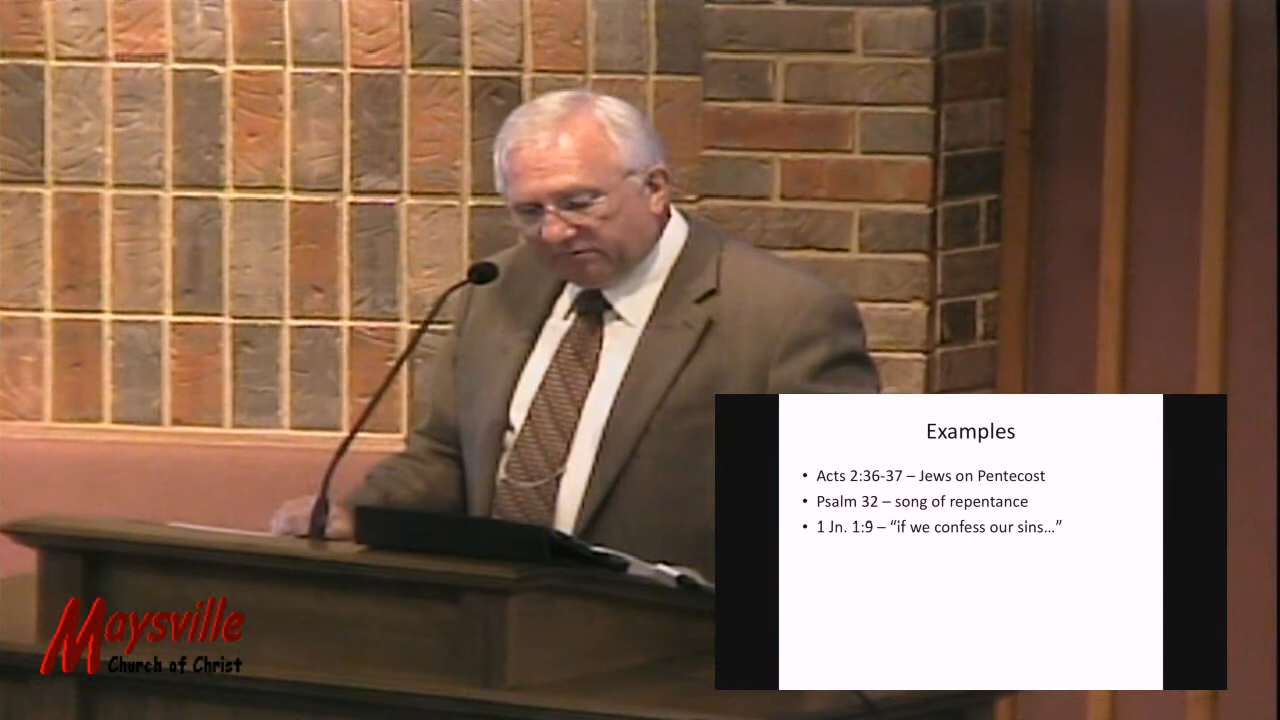 Examples
• Acts 2:36-37 – Jews on Pentecost
• Psalm 32 – song of repentance
• 1 Jn. 1:9 – “if we confess our sins…”
Maysville
Church of Christ